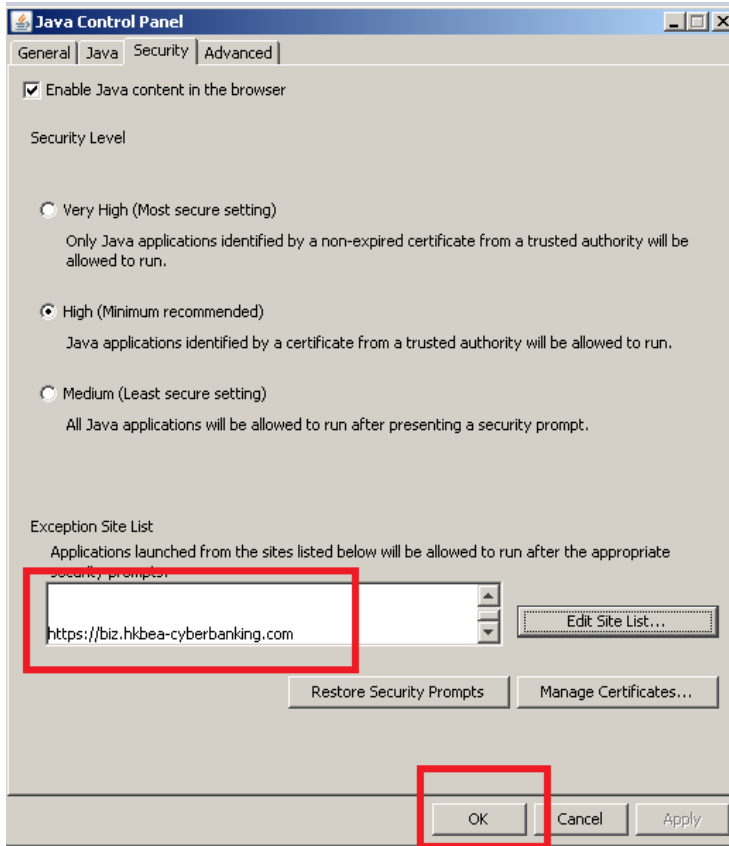 Java Control Panel
General Java Security Advanced
Enable Java content in the browser
Security Level
Very High (Most secure setting)
Only Java applications identified by a non-expired certificate from a trusted authority will be
allowed to run.
High (Minimum recommended)
Java applications identified by a certificate from a trusted authority will be allowed to run.
Medium (Least secure setting)
All Java applications will be allowed to run after presenting a security prompt.
Exception Site List
Applications launched from the sites listed below will be allowed to run after the appropriate
security prompts.
https://biz.hkbea-cyberbanking.com
Edit Site List...
Restore Security Prompts Manage Certificates...
OK Cancel Apply